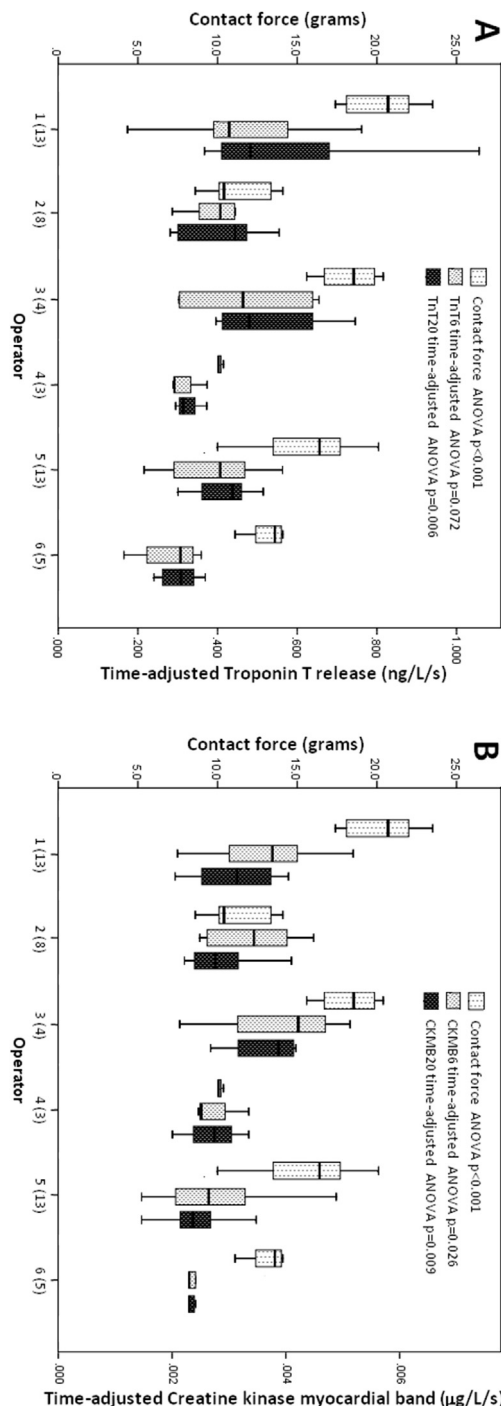 A
Contact force (grams)
.0
5.0
10.0
15.0
20.0
25.0
Contact force ANOVA p<0.001
TnT6 time-adjusted ANOVA p=0.072
TnT20 time-adjusted ANOVA p=0.006
1 (13)
2 (8)
3 (4)
4 (3)
5 (13)
6 (5)
Operator
.000
.200
.400
.600
.800
1.000
Time-adjusted Troponin T release (ng/L/s)
B
Contact force (grams)
.0
5.0
10.0
15.0
20.0
25.0
Contact force ANOVA p<0.001
CKMB6 time-adjusted ANOVA p=0.026
CKMB20 time-adjusted ANOVA p=0.009
1 (13)
2 (8)
3 (4)
4 (3)
5 (13)
6 (5)
Operator
.000
.002
.004
.006
Time-adjusted Creatine kinase myocardial band (μg/L/s)